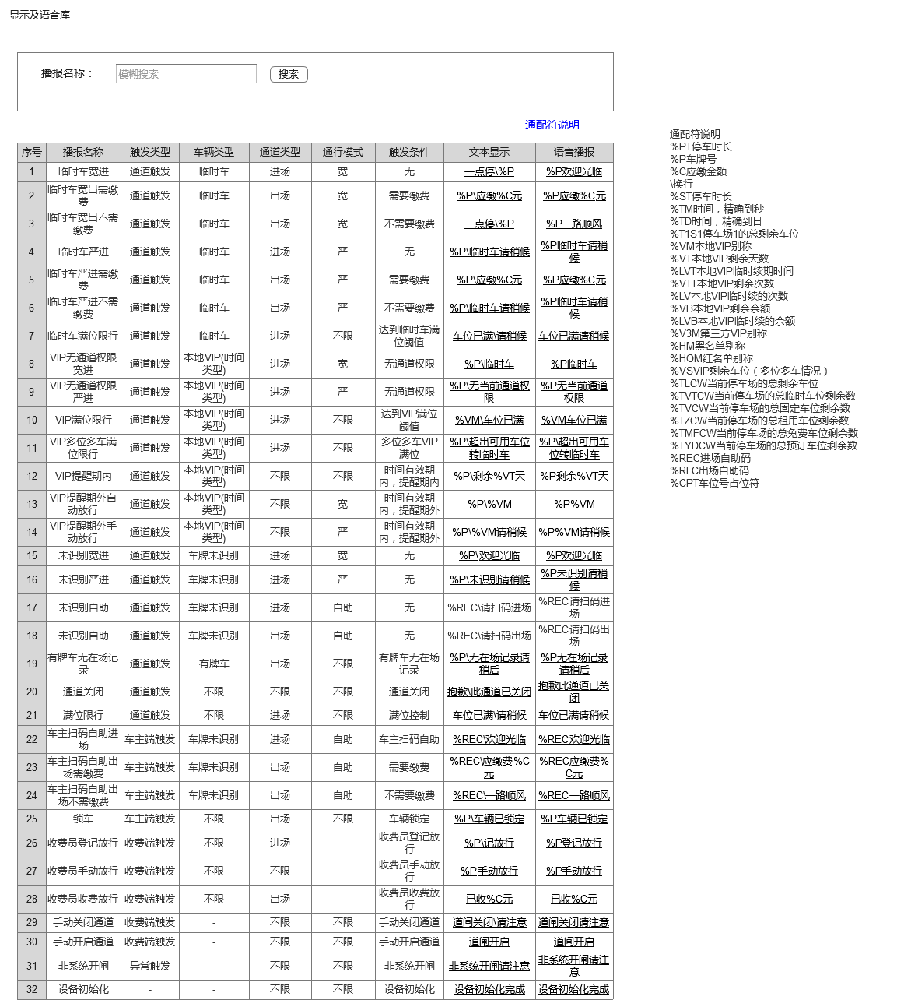 显示及语音库
播报名称： 模糊搜索 搜索
通配符说明
序号 播报名称 触发类型 车辆类型 通道类型 通行模式 触发条件 文本显示 语音播报
1 临时车宽进 通道触发 临时车 进场 宽 无 一点停\%P %P欢迎光临
2 临时车宽出需缴费 通道触发 临时车 出场 宽 需要缴费 %P\应缴%C元 %P应缴%C元
3 临时车宽出不需缴费 通道触发 临时车 出场 宽 不需要缴费 一点停\%P %P一路顺风
4 临时车严进 通道触发 临时车 进场 严 无 %P\临时车请稍候 %P临时车请稍候
5 临时车严进需缴费 通道触发 临时车 出场 严 需要缴费 %P\应缴%C元 %P应缴%C元
6 临时车严进不需缴费 通道触发 临时车 出场 严 不需要缴费 %P\临时车请稍候 %P临时车请稍候
7 临时车满位限行 通道触发 临时车 进场 不限 达到临时车满位阈值 车位已满\请稍候 车位已满请稍候
8 VIP无通道权限宽进 通道触发 本地VIP(时间类型) 进场 宽 无通道权限 %P\临时车 %P临时车
9 VIP无通道权限严进 通道触发 本地VIP(时间类型) 进场 严 无通道权限 %P\无当前通道权限 %P无当前通道权限
10 VIP满位限行 通道触发 本地VIP(时间类型) 进场 不限 达到VIP满位阈值 %VM\车位已满 %VM车位已满
11 VIP多位多车满位限行 通道触发 本地VIP(时间类型) 进场 不限 多位多车VIP满位 %P\超出可用车位转临时车 %P\超出可用车位转临时车
12 VIP提醒期内 通道触发 本地VIP(时间类型) 不限 不限 时间有效期内，提醒期内 %P\剩余%VT天 %P剩余%VT天
13 VIP提醒期外自动放行 通道触发 本地VIP(时间类型) 不限 宽 时间有效期内，提醒期外 %P\%VM %P%VM
14 VIP提醒期外手动放行 通道触发 本地VIP(时间类型) 不限 严 时间有效期内，提醒期外 %P\%VM请稍候 %P%VM请稍候
15 未识别宽进 通道触发 车牌未识别 进场 宽 无 %P\欢迎光临 %P欢迎光临
16 未识别严进 通道触发 车牌未识别 进场 严 无 %P\未识别请稍候 %P未识别请稍候
17 未识别自助 通道触发 车牌未识别 进场 自助 无 %REC\请扫码进场 %REC请扫码进场
18 未识别自助 通道触发 车牌未识别 出场 自助 无 %REC\请扫码出场 %REC请扫码出场
19 有牌车无在场记录 通道触发 有牌车 出场 不限 有牌车无在场记录 %P\无在场记录请稍后 %P无在场记录请稍后
20 通道关闭 通道触发 不限 不限 不限 通道关闭 抱歉\此通道已关闭 抱歉此通道已关闭
21 满位限行 通道触发 不限 进场 不限 满位控制 车位已满\请稍候 车位已满请稍候
22 车主扫码自助进场 车主端触发 车牌未识别 进场 自助 车主扫码自助 %REC\欢迎光临 %REC欢迎光临
23 车主扫码自助出场需缴费 车主端触发 车牌未识别 出场 自助 需要缴费 %REC\应缴费%C元 %REC应缴费%C元
24 车主扫码自助出场不需缴费 车主端触发 车牌未识别 出场 自助 不需要缴费 %REC\一路顺风 %REC一路顺风
25 锁车 车主端触发 不限 出场 不限 车辆锁定 %P\车辆已锁定 %P车辆已锁定
26 收费员登记放行 收费端触发 不限 进场 收费员登记放行 %P\记放行 %P登记放行
27 收费员手动放行 收费端触发 不限 不限 收费员手动放行 %P手动放行 %P手动放行
28 收费员收费放行 收费端触发 不限 出场 收费员收费放行 已收%C元 已收%C元
29 手动关闭通道 收费端触发 - 不限 不限 手动关闭通道 道闸关闭\请注意 道闸关闭请注意
30 手动开启通道 收费端触发 - 不限 不限 手动开启通道 道闸开启 道闸开启
31 非系统开闸 异常触发 - 不限 不限 非系统开闸 非系统开闸请注意 非系统开闸请注意
32 设备初始化 - - 不限 不限 设备初始化 设备初始化完成 设备初始化完成
通配符说明
%PT停车时长
%P车牌号
%C应缴金额
\换行
%ST停车时长
%TM时间，精确到秒
%TD时间，精确到日
%T1S1停车场1的总剩余车位
%VM本地VIP别称
%VT本地VIP剩余天数
%LVT本地VIP临时续期时间
%VTT本地VIP剩余次数
%LV本地VIP临时续的次数
%VB本地VIP剩余余额
%LVB本地VIP临时续的余额
%V3M第三方VIP别称
%HM黑名单别称
%HOM红名单别称
%VSVIP剩余车位（多位多车情况）
%TLCW当前停车场的总剩余车位
%TVTCW当前停车场的总临时车位剩余数
%TVCW当前停车场的总固定车位剩余数
%TZCW当前停车场的总租用车位剩余数
%TMFCW当前停车场的总免费车位剩余数
%TYDCW当前停车场的总预订车位剩余数
%REC进场自助码
%RLC出场自助码
%CPT车位号占位符